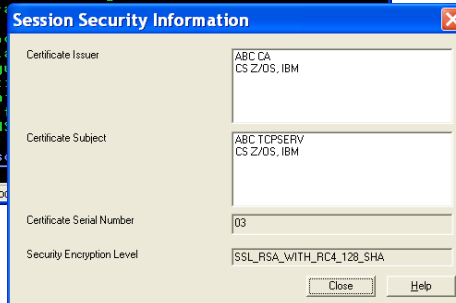 Session Security Information
Certificate Issuer
ABC CA
CS Z/OS, IBM
Certificate Subject
ABC TCPSERV
CS Z/OS, IBM
Certificate Serial Number
03
Security Encryption Level
SSL_RSA_WITH_RC4_128_SHA
Close
Help